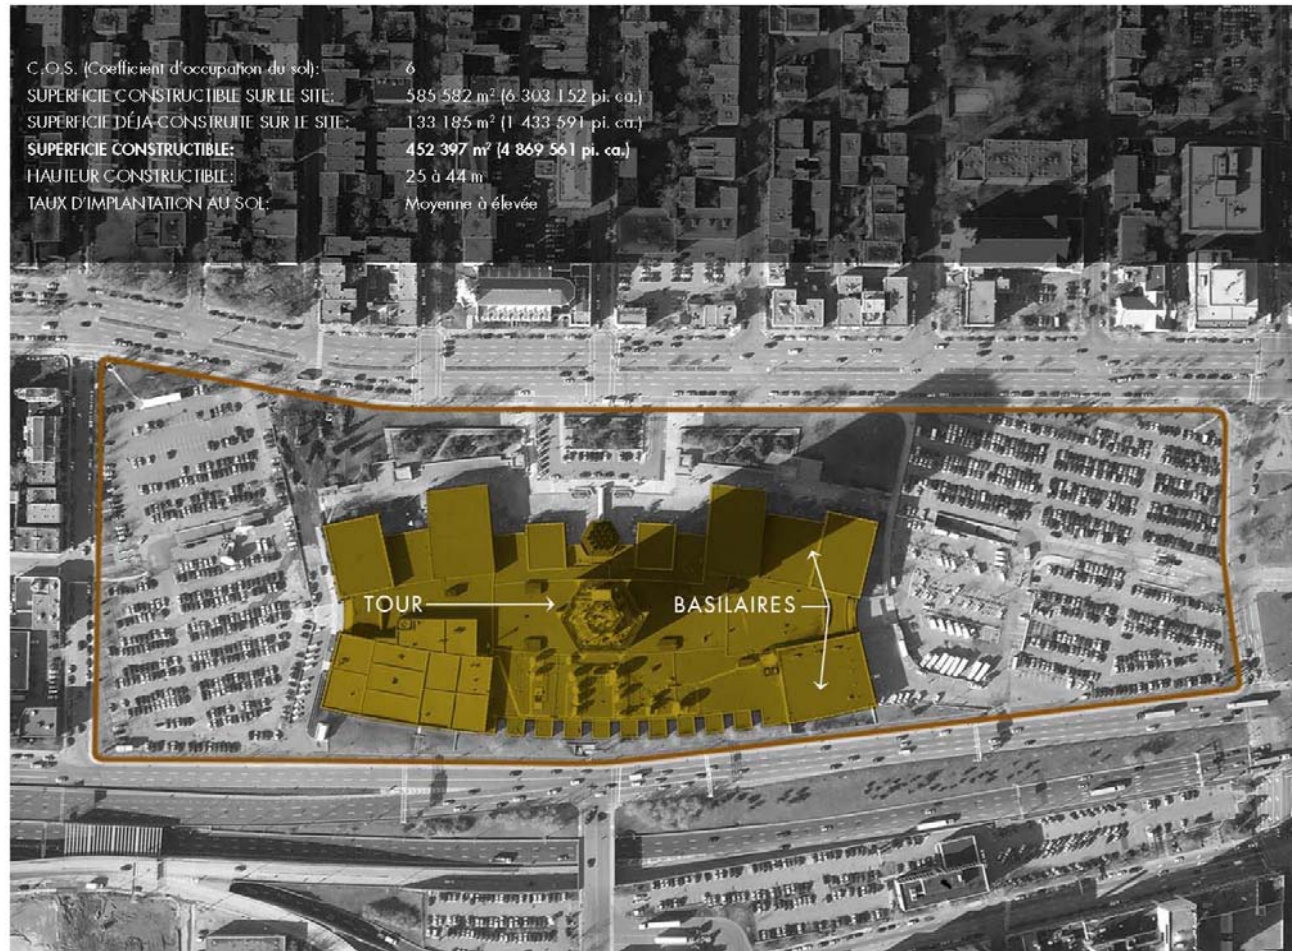 C.O.S. (Coefficient d'occupation du sol): 6
SUPERFICIE CONSTRUCTIBLE SUR LE SITE: 585 582 m² (6 303 152 pi. ca.)
SUPERFICIE DÉJA CONSTRUITE SUR LE SITE: 133 185 m² (1 433 591 pi. ca.)
SUPERFICIE CONSTRUCTIBLE: 452 397 m² (4 869 561 pi. ca.)
HAUTEUR CONSTRUCTIBLE: 25 à 44 m
TAUX D'IMPLANTATION AU SOL: Moyenne à élevée
TOUR
BASILAIRES